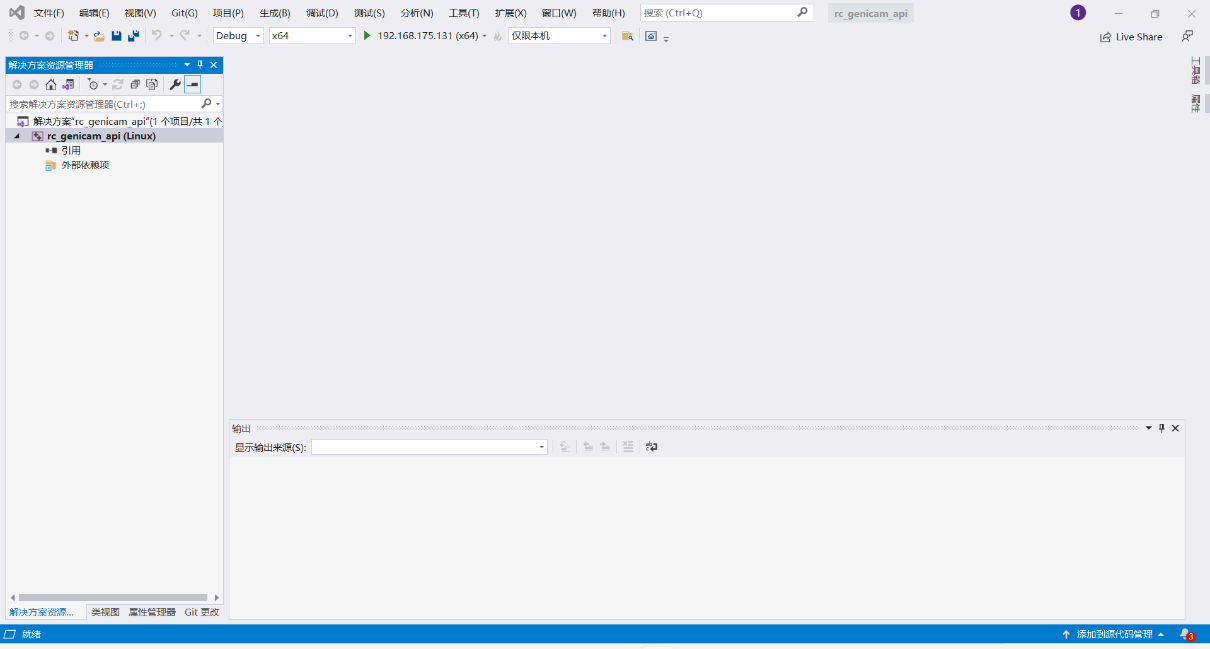 文件(F) 编辑(E) 视图(V) Git(G) 项目(P) 生成(B) 调试(D) 测试(S) 分析(N) 工具(T) 扩展(X) 窗口(W) 帮助(H) 搜索 (Ctrl+Q) rc_genicam_api 1
Debug x64 192.168.175.131 (x64) 仅限本机 Live Share
解决方案资源管理器
搜索解决方案资源管理器(Ctrl+;)
解决方案"rc_genicam_api"(1 个项目/共 1 个
rc_genicam_api (Linux)
引用
外部依赖项
工具箱
属性
输出
显示输出来源(S):
解决方案资源... 类视图 属性管理器 Git 更改
就绪 添加到源代码管理 3